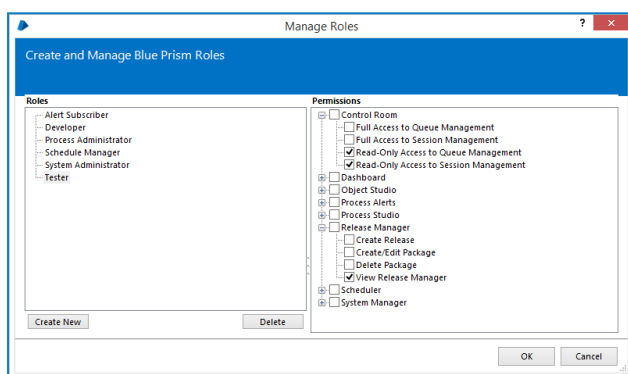 Manage Roles
?
Create and Manage Blue Prism Roles
Roles
Alert Subscriber
Developer
Process Administrator
Schedule Manager
System Administrator
Tester
Create New
Delete
Permissions
Control Room
Full Access to Queue Management
Full Access to Session Management
Read-Only Access to Queue Management
Read-Only Access to Session Management
Dashboard
Object Studio
Process Alerts
Process Studio
Release Manager
Create Release
Create/Edit Package
Delete Package
View Release Manager
Scheduler
System Manager
OK
Cancel